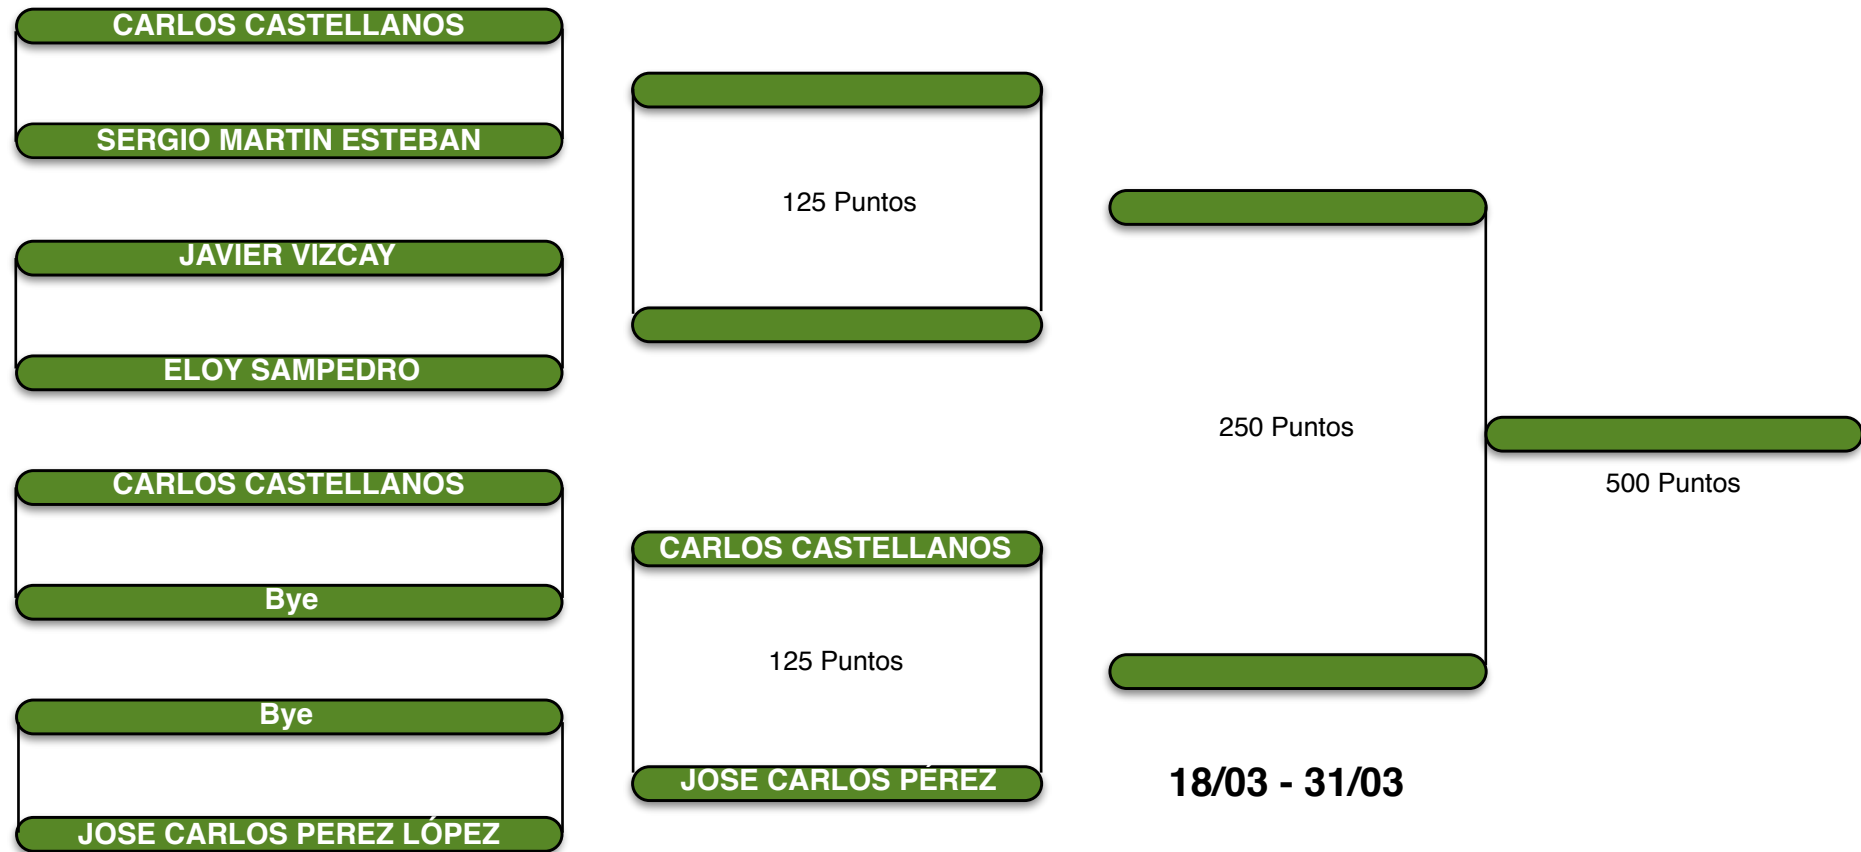 CARLOS CASTELLANOS
SERGIO MARTIN ESTEBAN
JAVIER VIZCAY
ELOY SAMPEDRO
CARLOS CASTELLANOS
Bye
Bye
JOSE CARLOS PEREZ LÓPEZ
125 Puntos
CARLOS CASTELLANOS
125 Puntos
JOSE CARLOS PÉREZ
250 Puntos
18/03 - 31/03
500 Puntos